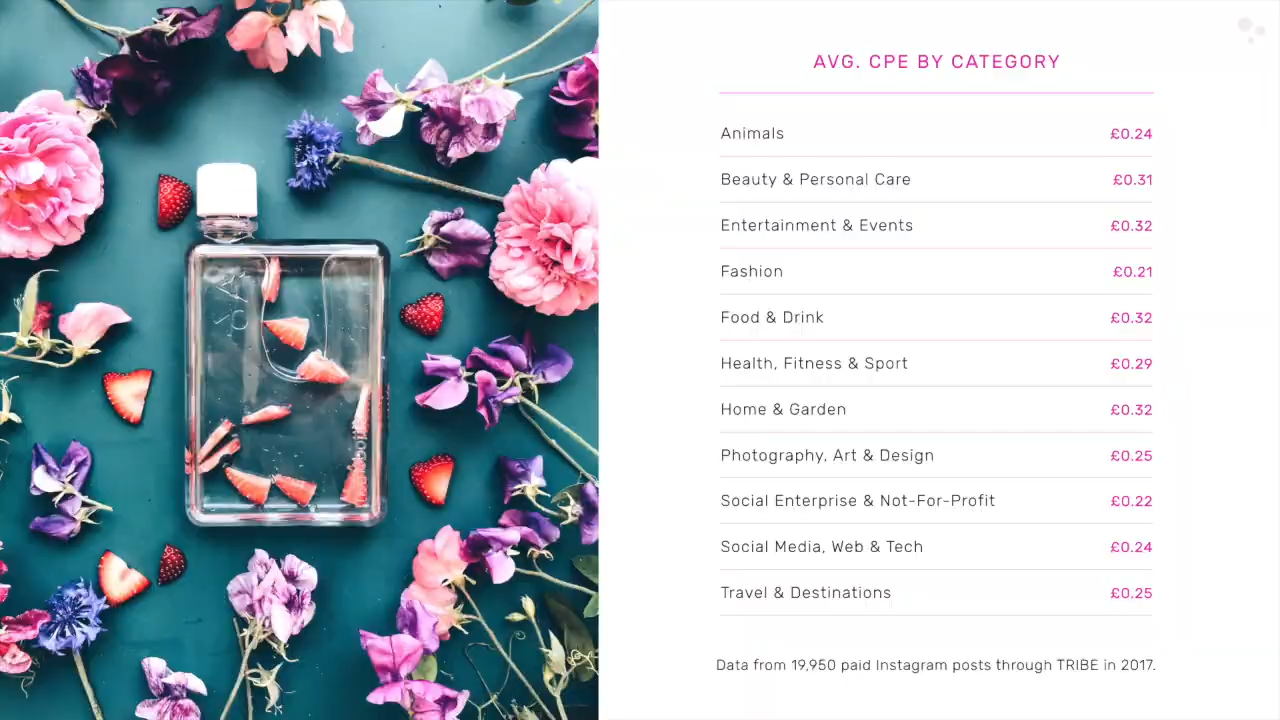 AVG. CPE BY CATEGORY
Animals £0.24
Beauty & Personal Care £0.31
Entertainment & Events £0.32
Fashion £0.21
Food & Drink £0.32
Health, Fitness & Sport £0.29
Home & Garden £0.32
Photography, Art & Design £0.25
Social Enterprise & Not-For-Profit £0.22
Social Media, Web & Tech £0.24
Travel & Destinations £0.25
Data from 19,950 paid Instagram posts through TRIBE in 2017.